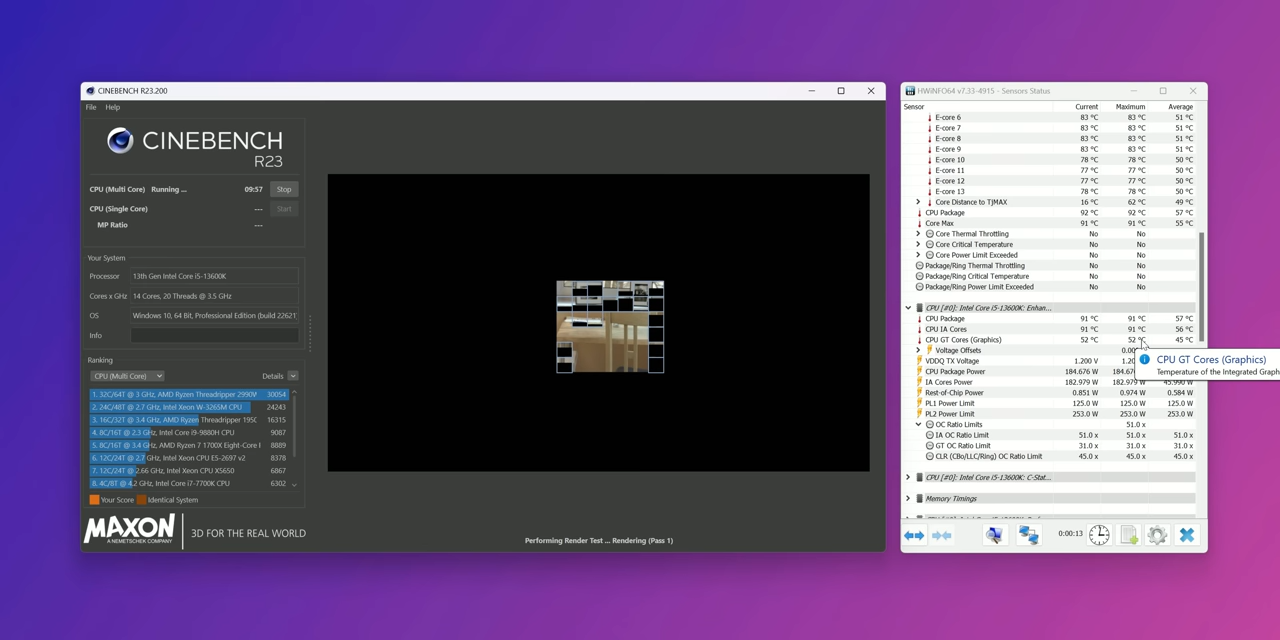 CINEBENCH R23.200
File Help
CINEBENCH
R23
CPU (Multi Core) Running ... 09:57 Stop
CPU (Single Core) --- Start
MP Ratio ---
Your System
Processor 13th Gen Intel Core i5-13600K
Cores x GHz 14 Cores, 20 Threads @ 3.5 GHz
OS Windows 10, 64 Bit, Professional Edition (build 22621
Info
Ranking
CPU (Multi Core) Details
1. 32C/64T @ 3 GHz, AMD Ryzen Threadripper 2990W 30054
2. 24C/48T @ 2.7 GHz, Intel Xeon W-3265M CPU 24243
3. 16C/32T @ 3.4 GHz, AMD Ryzen Threadripper 1950 16315
4. 8C/16T @ 2.3 GHz, Intel Core i9-9880H CPU 9087
5. 8C/16T @ 3.4 GHz, AMD Ryzen 7 1700X Eight-Core 8889
6. 12C/24T @ 2.7 GHz, Intel Xeon CPU E5-2697 v2 8378
7. 12C/24T @ 2.66 GHz, Intel Xeon CPU X5650 6867
8. 4C/8T @ 4.2 GHz, Intel Core i7-7700K CPU 6302
Your Score Identical System
MAXON
A NEMETSCHEK COMPANY
3D FOR THE REAL WORLD
Performing Render Test ... Rendering (Pass 1)
HWiNFO64 v7.33-4915 - Sensors Status
Sensor Current Maximum Average
E-core 6 83 °C 83 °C 51 °C
E-core 7 83 °C 83 °C 51 °C
E-core 8 83 °C 83 °C 51 °C
E-core 9 83 °C 83 °C 51 °C
E-core 10 78 °C 78 °C 50 °C
E-core 11 77 °C 77 °C 50 °C
E-core 12 77 °C 77 °C 50 °C
E-core 13 78 °C 78 °C 50 °C
Core Distance to TjMAX 16 °C 62 °C 49 °C
CPU Package 92 °C 92 °C 57 °C
Core Max 91 °C 91 °C 55 °C
Core Thermal Throttling No No
Core Critical Temperature No No
Core Power Limit Exceeded No No
Package/Ring Thermal Throttling No No
Package/Ring Critical Temperature No No
Package/Ring Power Limit Exceeded No No
CPU [#0]: Intel Core i5-13600K: Enhan...
CPU Package 91 °C 91 °C 57 °C
CPU IA Cores 91 °C 91 °C 56 °C
CPU GT Cores (Graphics) 52 °C 52 °C 45 °C
Voltage Offsets 0.00
VDDQ TX Voltage 1.200 V 1.20
CPU Package Power 184.676 W 184.676
IA Cores Power 182.979 W 182.979 W 45.990 W
Rest-of-Chip Power 0.851 W 0.974 W 0.584 W
PL1 Power Limit 125.0 W 125.0 W 125.0 W
PL2 Power Limit 253.0 W 253.0 W 253.0 W
OC Ratio Limits 51.0 x
IA OC Ratio Limit 51.0 x 51.0 x 51.0 x
GT OC Ratio Limit 31.0 x 31.0 x 31.0 x
CLR (CBo/LLC/Ring) OC Ratio Limit 45.0 x 45.0 x 45.0 x
CPU [#0]: Intel Core i5-13600K: C-Stat...
Memory Timings
0:00:13
CPU GT Cores (Graphics)
Temperature of the Integrated Graph